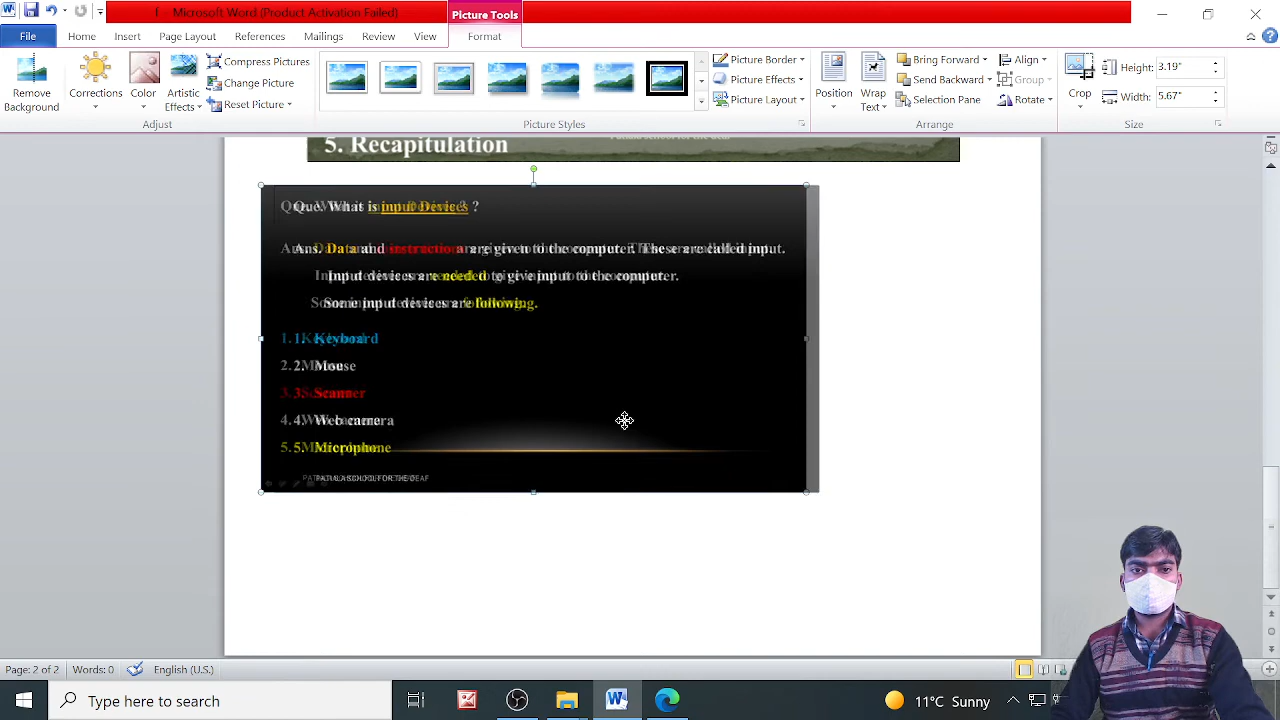 Microsoft Word (Product Activation Failed)
Picture Tools
File Home Insert Page Layout References Mailings Review View Format
Remove Background
Corrections
Color
Artistic Effects
Compress Pictures
Change Picture
Reset Picture
Adjust
Picture Styles
Picture Border
Picture Effects
Picture Layout
Position
Wrap Text
Bring Forward
Send Backward
Selection Pane
Align
Group
Rotate
Arrange
Crop
Height: 3.19"
Width: 5.67"
Size
5. Recapitulation
Que. What is input Devices ?
Ans. Data and instruction are given to the computer. These are called input.
Input devices are needed to give input to the computer.
Some input devices are following.
1. Keyboard
2. Mouse
3. Scanner
4. Web camera
5. Microphone
PATIALA SCHOOL FOR THE DEAF
Page: 2 of 2 Words: 0 English (U.S.)
Type here to search
11°C Sunny